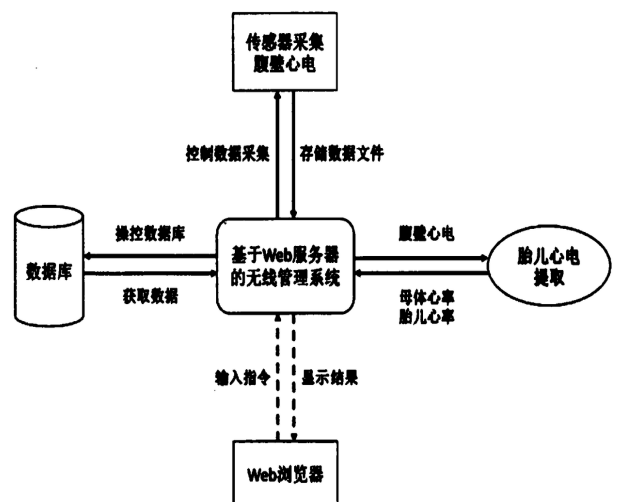 传感器采集
腹壁心电
控制数据采集
存储数据文件
操控数据库
腹壁心电
数据库
基于Web服务器
的无线管理系统
胎儿心电
提取
获取数据
母体心率
胎儿心率
输入指令
显示结果
Web浏览器